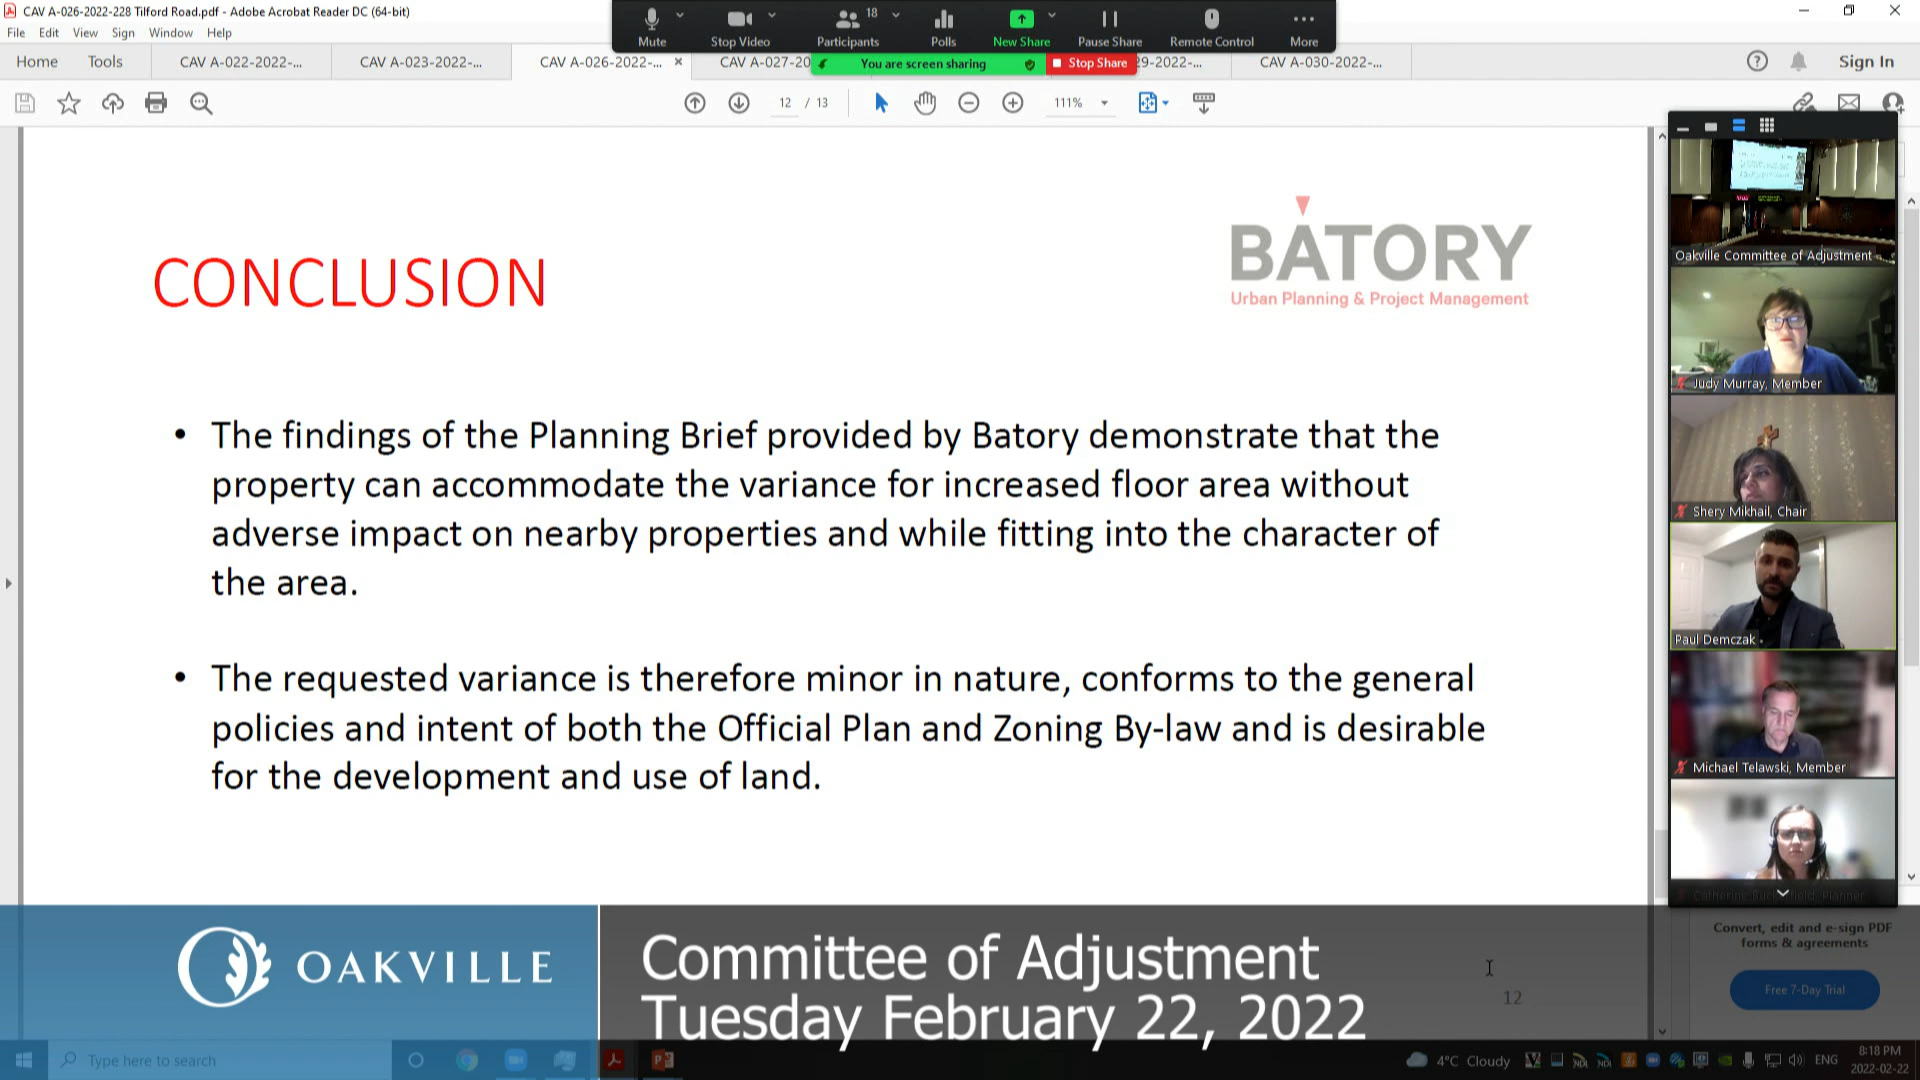 CAV A-026-2022-228 Tilford Road.pdf - Adobe Acrobat Reader DC (64-bit)
File Edit View Sign Window Help
Mute
Stop Video
18
Participants
Polls
New Share
Pause Share
Remote Control
More
You are screen sharing
Stop Share
Home
Tools
CAV A-022-2022-...
CAV A-023-2022-...
CAV A-026-2022-...
CAV A-027-20
29-2022-...
CAV A-030-2022-...
Sign In
12 / 13
111%
BATORY
Urban Planning & Project Management
CONCLUSION
• The findings of the Planning Brief provided by Batory demonstrate that the
property can accommodate the variance for increased floor area without
adverse impact on nearby properties and while fitting into the character of
the area.
• The requested variance is therefore minor in nature, conforms to the general
policies and intent of both the Official Plan and Zoning By-law and is desirable
for the development and use of land.
12
Oakville Committee of Adjustment
Judy Murray, Member
Shery Mikhail, Chair
Paul Demczak
Michael Telawski, Member
Convert, edit and e-sign PDF
forms & agreements
Free 7-Day Trial
OAKVILLE
Committee of Adjustment
Tuesday February 22, 2022
Type here to search
4°C Cloudy
ENG
8:18 PM
2022-02-22